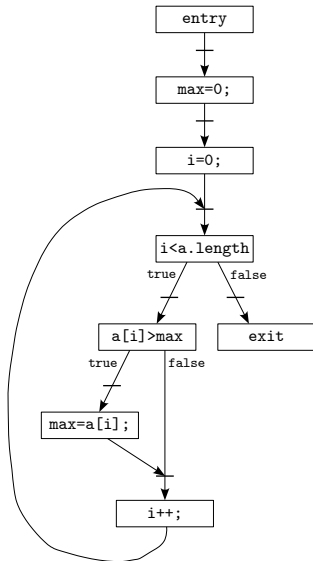 entry
max=0;
i=0;
i<a.length
true false
a[i]>max exit
true false
max=a[i];
i++;